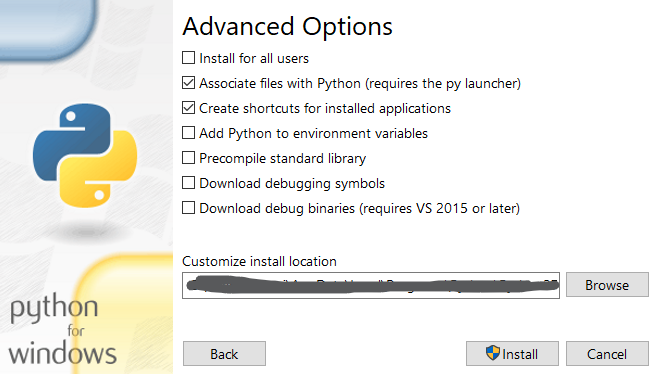 Advanced Options
Install for all users
Associate files with Python (requires the py launcher)
Create shortcuts for installed applications
Add Python to environment variables
Precompile standard library
Download debugging symbols
Download debug binaries (requires VS 2015 or later)
Customize install location
Browse
python
for
windows
Back
Install
Cancel